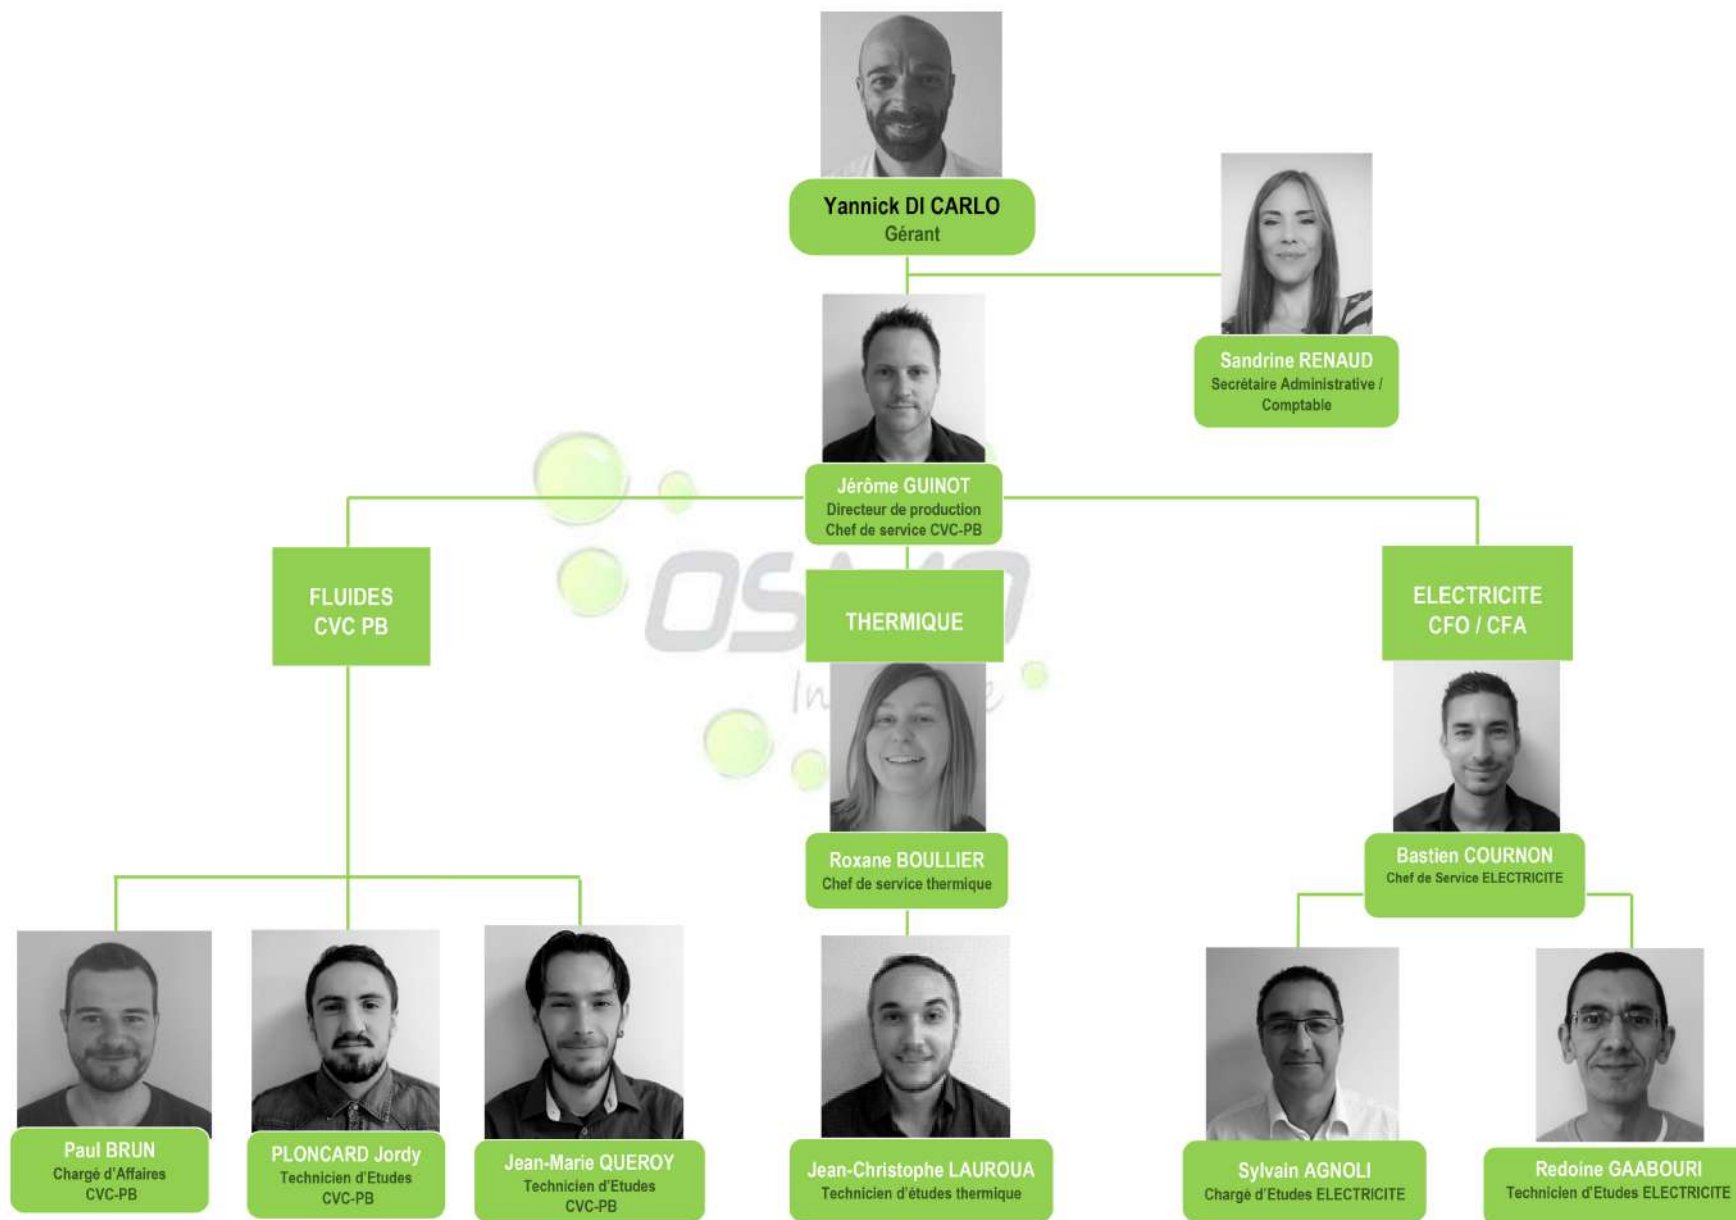 Yannick DI CARLO
Gérant
Sandrine RENAUD
Secrétaire Administrative /
Comptable
Jérôme GUINOT
Directeur de production
Chef de service CVC-PB
FLUIDES
CVC PB
THERMIQUE
ELECTRICITE
CFO / CFA
Roxane BOULLIER
Chef de service thermique
Bastien COURNON
Chef de Service ELECTRICITE
Paul BRUN
Chargé d'Affaires
CVC-PB
PLONCARD Jordy
Technicien d'Etudes
CVC-PB
Jean-Marie QUEROY
Technicien d'Etudes
CVC-PB
Jean-Christophe LAUROUA
Technicien d'études thermique
Sylvain AGNOLI
Chargé d'Etudes ELECTRICITE
Redoine GAABOURI
Technicien d'Etudes ELECTRICITE